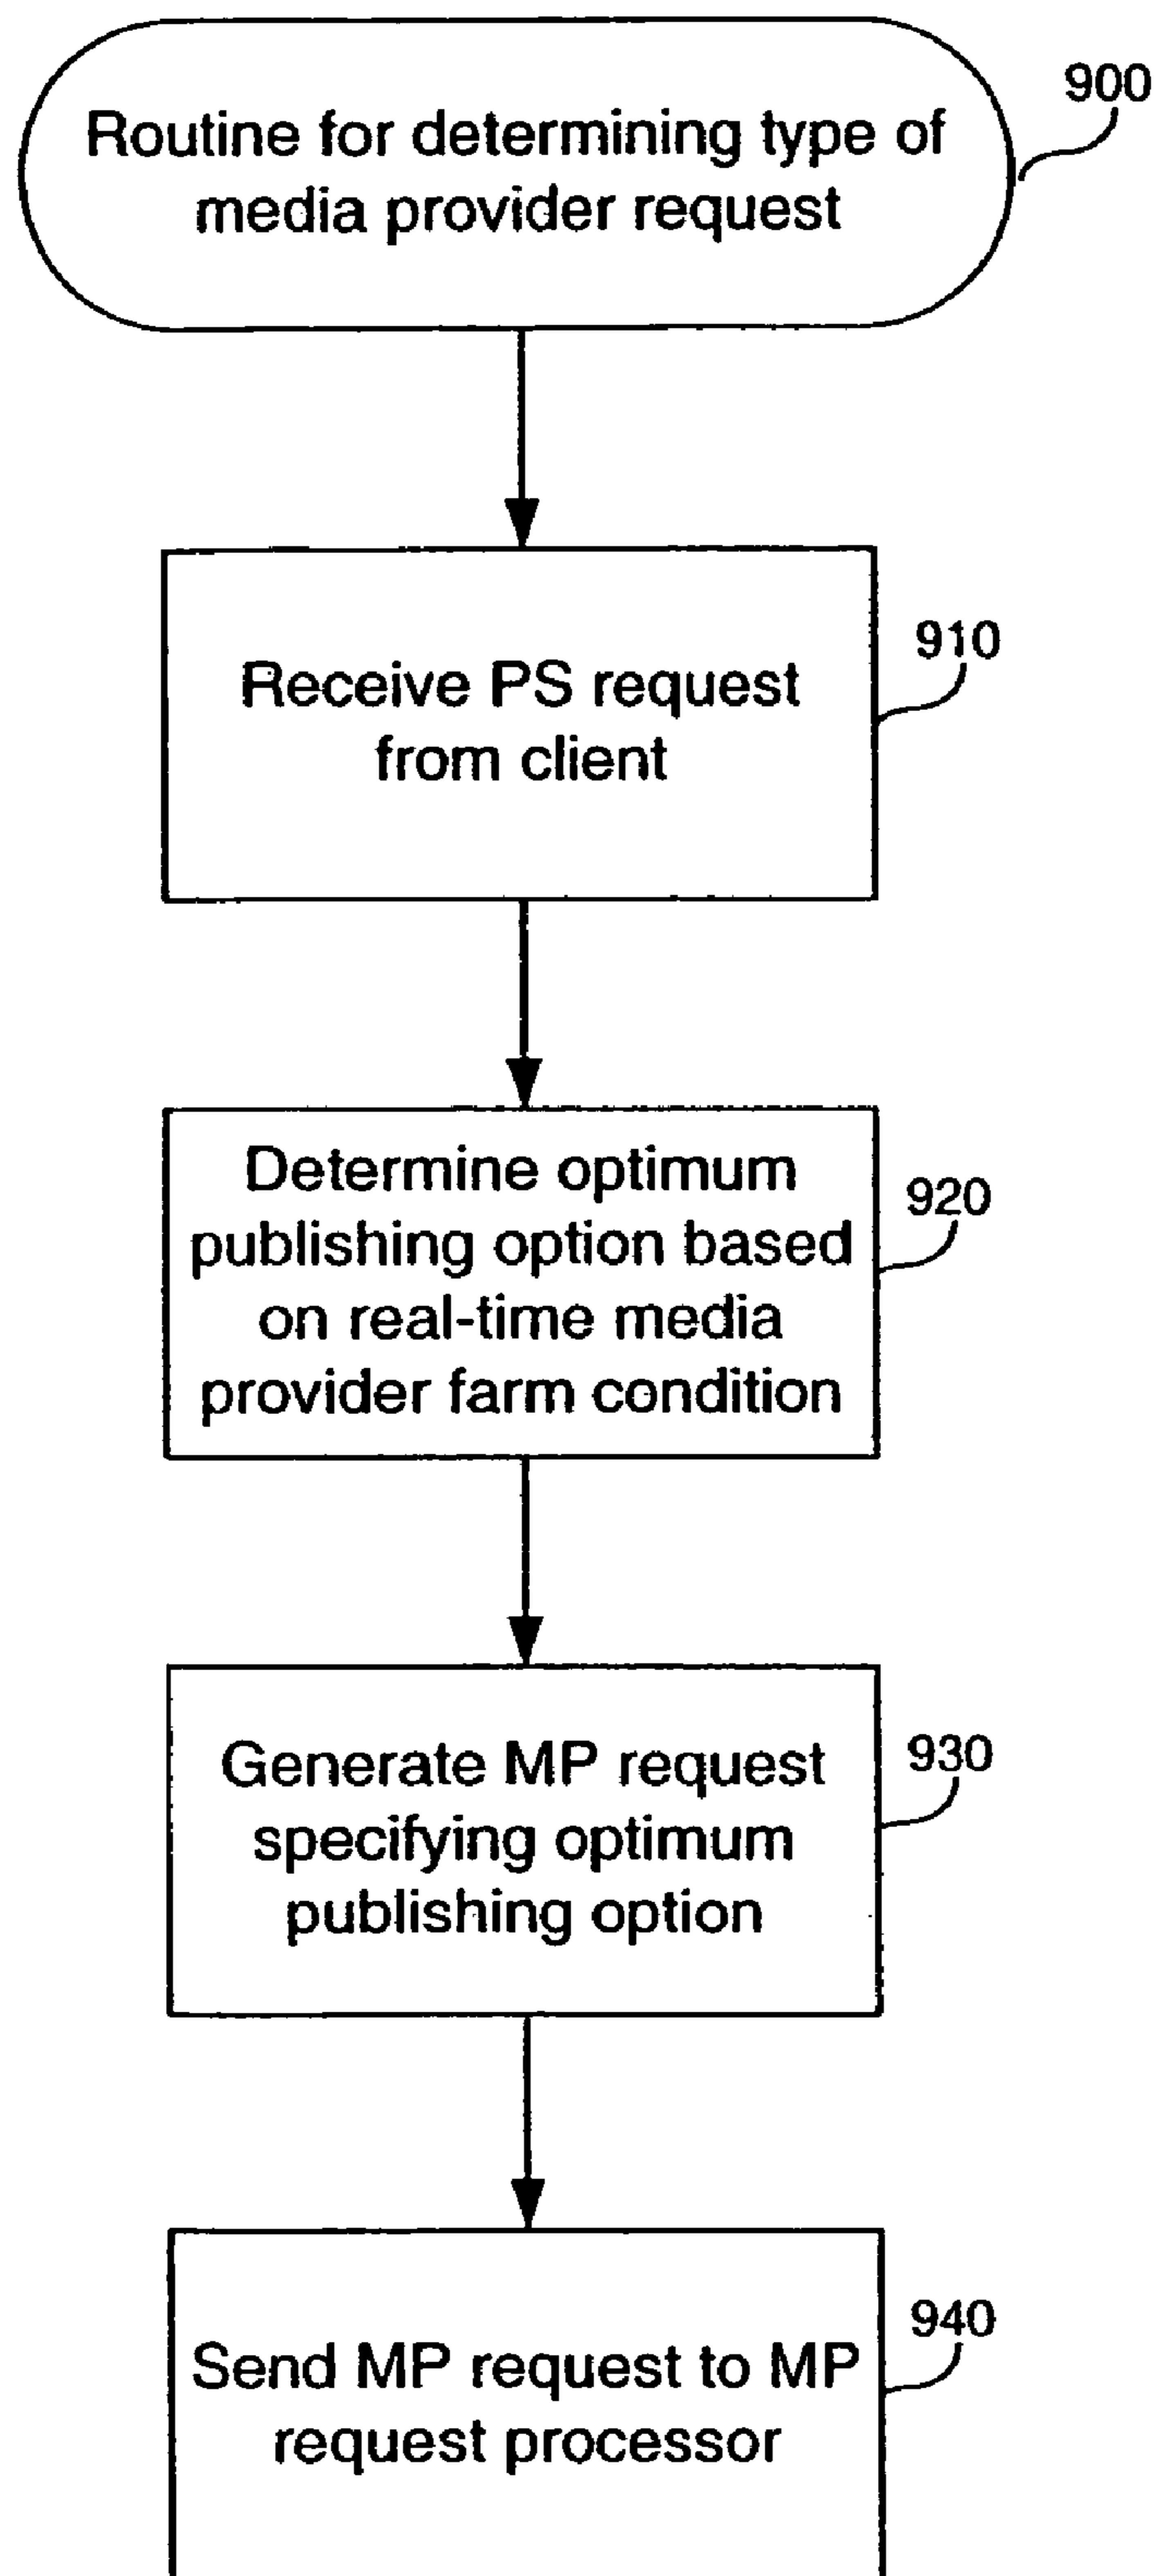 900
Routine for determining type of
media provider request
910
Receive PS request
from client
920
Determine optimum
publishing option based
on real-time media
provider farm condition
930
Generate MP request
specifying optimum
publishing option
940
Send MP request to MP
request processor